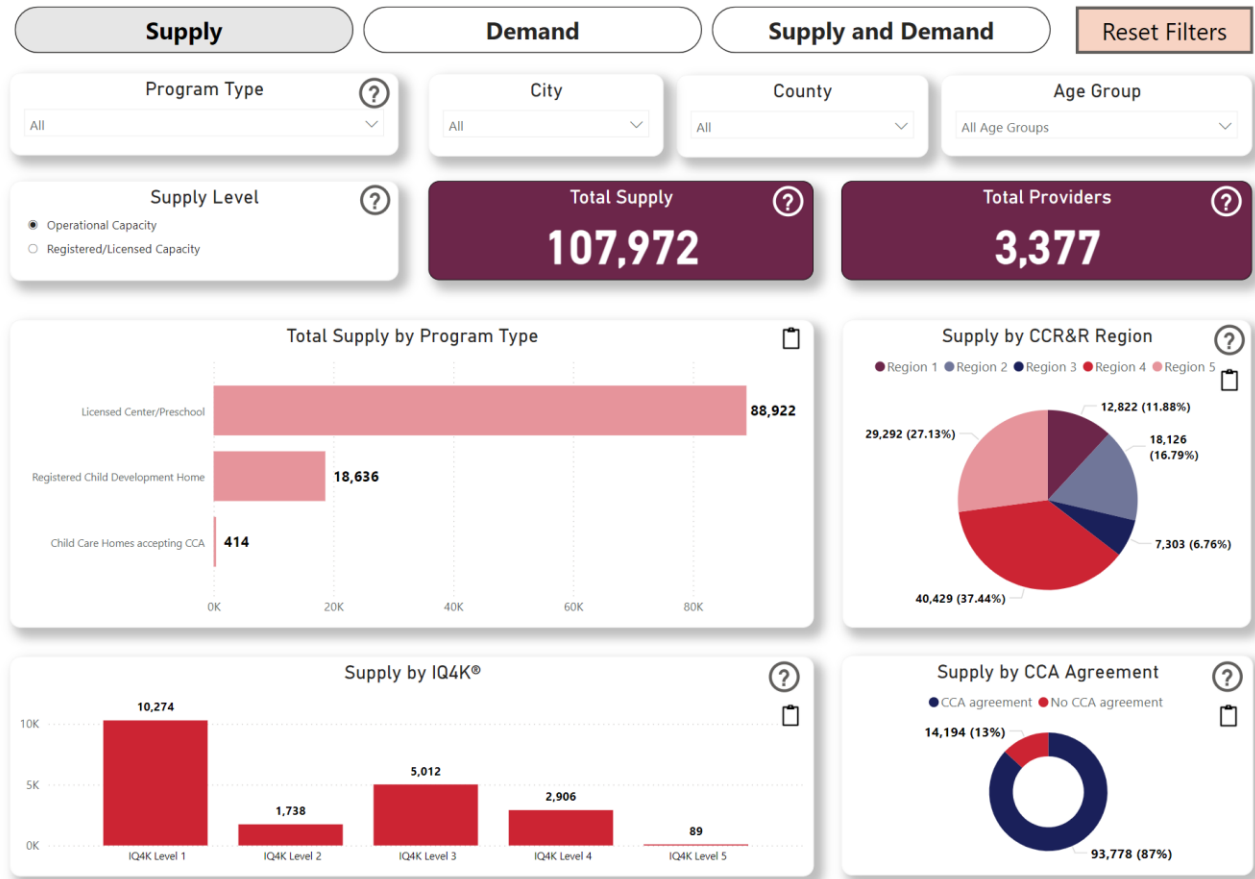 Supply
Demand
Supply and Demand
Reset Filters
Program Type
?
All
City
All
County
All
Age Group
All Age Groups
Supply Level
?
Operational Capacity
Registered/Licensed Capacity
Total Supply
?
107,972
Total Providers
?
3,377
Total Supply by Program Type
Licensed Center/Preschool
88,922
Registered Child Development Home
18,636
Child Care Homes accepting CCA
414
0K 20K 40K 60K 80K
Supply by CCR&R Region
?
Region 1 Region 2 Region 3 Region 4 Region 5
12,822 (11.88%)
29,292 (27.13%)
18,126
(16.79%)
7,303 (6.76%)
40,429 (37.44%)
Supply by IQ4K®
?
10K
5K
0K
10,274
1,738
5,012
2,906
89
IQ4K Level 1 IQ4K Level 2 IQ4K Level 3 IQ4K Level 4 IQ4K Level 5
Supply by CCA Agreement
?
CCA agreement No CCA agreement
14,194 (13%)
93,778 (87%)